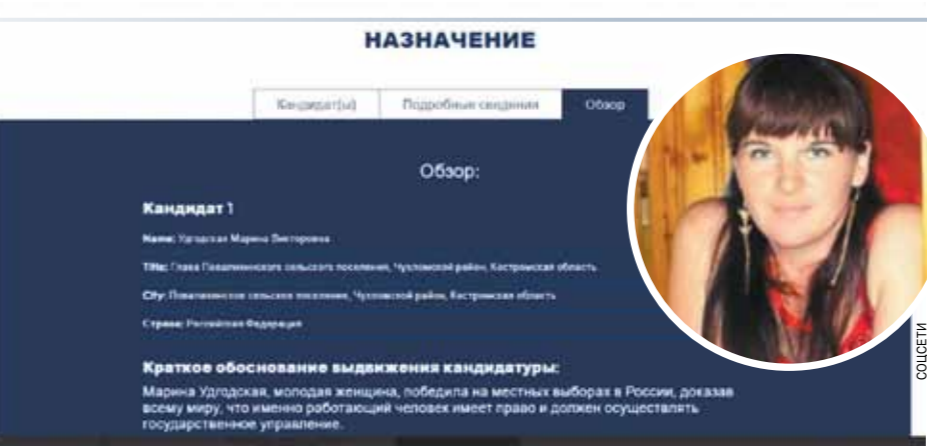 НАЗНАЧЕНИЕ
Кандидат(ы) Подробные сведения Обзор
Обзор:
Кандидат 1
Name: Удгодская Марина Викторовна
Title: Глава Повалихинского сельского поселения, Чухломской район, Костромская область
City: Повалихинское сельское поселение, Чухломской район, Костромская область
Страна: Российская Федерация
Краткое обоснование выдвижения кандидатуры:
Марина Удгодская, молодая женщина, победила на местных выборах в России, доказав
всему миру, что именно работающий человек имеет право и должен осуществлять
государственное управление.
СОЦСЕТИ